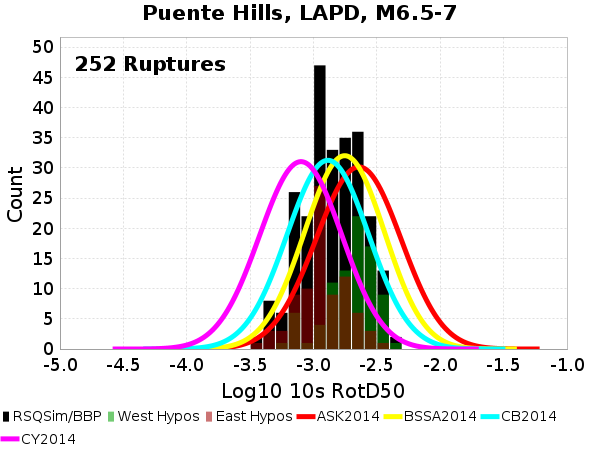 Puente Hills, LAPD, M6.5-7
252 Ruptures
50
45
40
35
30
25
20
15
10
5
0
Count
-5.0 -4.5 -4.0 -3.5 -3.0 -2.5 -2.0 -1.5 -1.0
Log10 10s RotD50
RSQSim/BBP West Hypos East Hypos ASK2014 BSSA2014 CB2014
CY2014